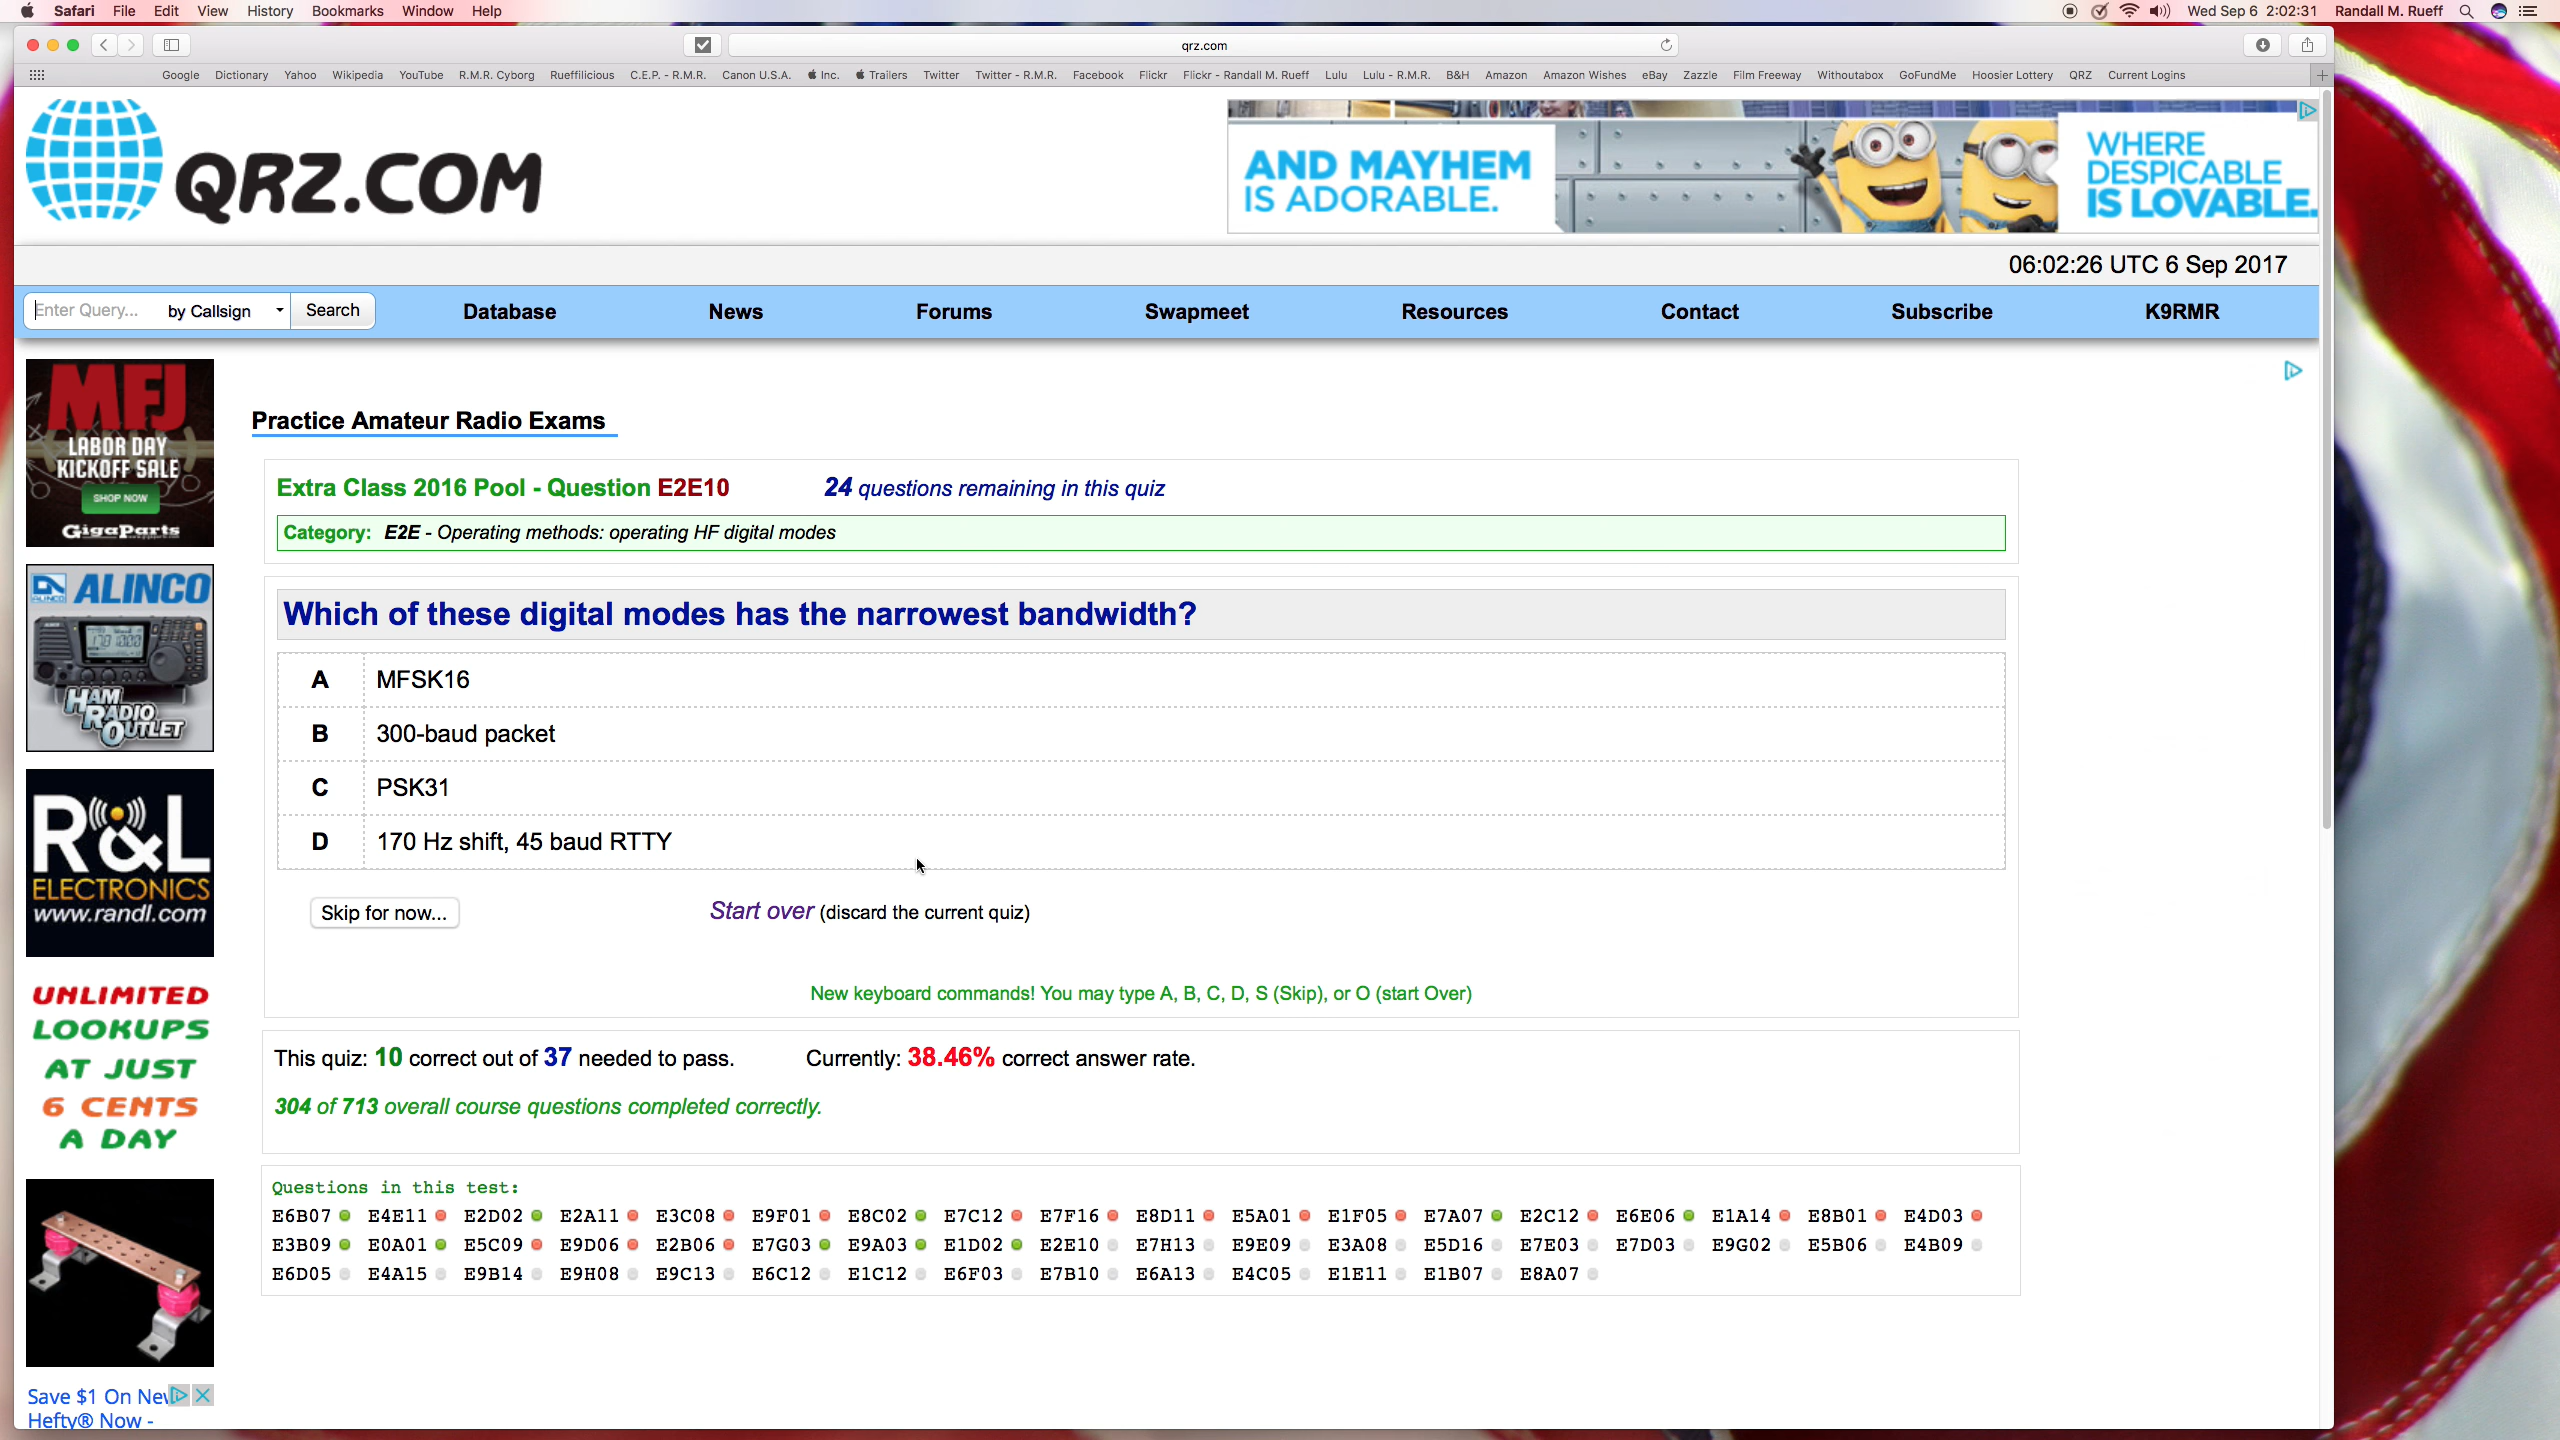 Safari File Edit View History Bookmarks Window Help
Wed Sep 6 2:02:31 Randall M. Rueff
qrz.com
Google Dictionary Yahoo Wikipedia YouTube R.M.R. Cyborg Rueffilicious C.E.P. - R.M.R. Canon U.S.A. Inc. Trailers Twitter Twitter - R.M.R. Facebook Flickr Flickr - Randall M. Rueff Lulu Lulu - R.M.R. B&H Amazon Amazon Wishes eBay Zazzle Film Freeway Withoutabox GoFundMe Hoosier Lottery QRZ Current Logins
QRZ.COM
AND MAYHEM
IS ADORABLE.
WHERE
DESPICABLE
IS LOVABLE.
06:02:26 UTC 6 Sep 2017
Enter Query... by Callsign Search Database News Forums Swapmeet Resources Contact Subscribe K9RMR
MFJ
LABOR DAY
KICKOFF SALE
SHOP NOW
GigaParts
ALINCO
HAM
RADIO
OUTLET
R&L
ELECTRONICS
www.randl.com
UNLIMITED
LOOKUPS
AT JUST
6 CENTS
A DAY
Save $1 On New
Hefty® Now -
Practice Amateur Radio Exams
Extra Class 2016 Pool - Question E2E10 24 questions remaining in this quiz
Category: E2E - Operating methods: operating HF digital modes
Which of these digital modes has the narrowest bandwidth?
A MFSK16
B 300-baud packet
C PSK31
D 170 Hz shift, 45 baud RTTY
Skip for now... Start over (discard the current quiz)
New keyboard commands! You may type A, B, C, D, S (Skip), or O (start Over)
This quiz: 10 correct out of 37 needed to pass. Currently: 38.46% correct answer rate.
304 of 713 overall course questions completed correctly.
Questions in this test:
E6B07 E4E11 E2D02 E2A11 E3C08 E9F01 E8C02 E7C12 E7F16 E8D11 E5A01 E1F05 E7A07 E2C12 E6E06 E1A14 E8B01 E4D03
E3B09 E0A01 E5C09 E9D06 E2B06 E7G03 E9A03 E1D02 E2E10 E7H13 E9E09 E3A08 E5D16 E7E03 E7D03 E9G02 E5B06 E4B09
E6D05 E4A15 E9B14 E9H08 E9C13 E6C12 E1C12 E6F03 E7B10 E6A13 E4C05 E1E11 E1B07 E8A07